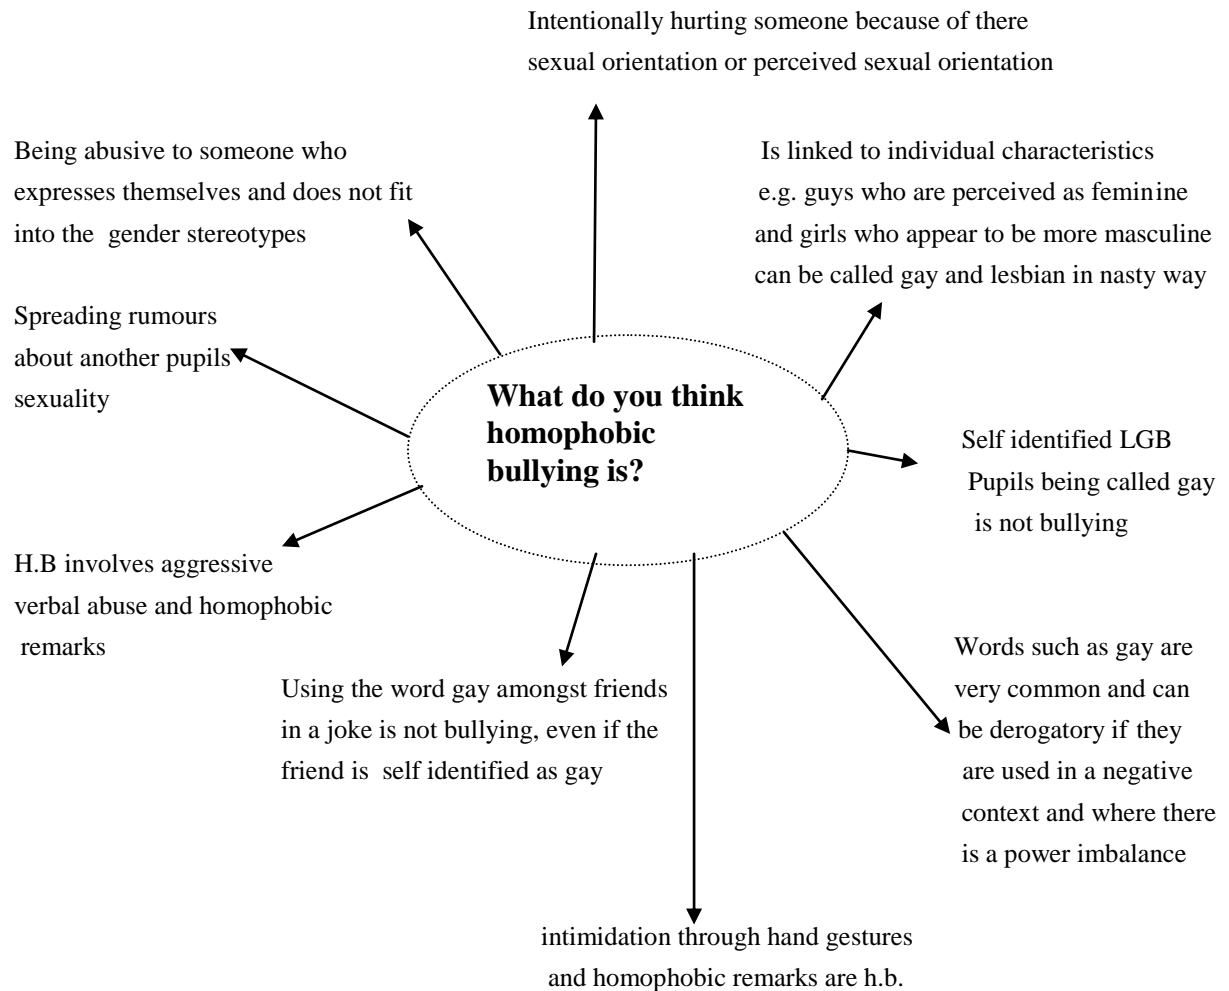 Intentionally hurting someone because of there
sexual orientation or perceived sexual orientation
Being abusive to someone who
expresses themselves and does not fit
into the gender stereotypes
Is linked to individual characteristics
e.g. guys who are perceived as feminine
and girls who appear to be more masculine
can be called gay and lesbian in nasty way
Spreading rumours
about another pupils
sexuality
What do you think
homophobic
bullying is?
Self identified LGB
Pupils being called gay
is not bullying
H.B involves aggressive
verbal abuse and homophobic
remarks
Using the word gay amongst friends
in a joke is not bullying, even if the
friend is self identified as gay
Words such as gay are
very common and can
be derogatory if they
are used in a negative
context and where there
is a power imbalance
intimidation through hand gestures
and homophobic remarks are h.b.